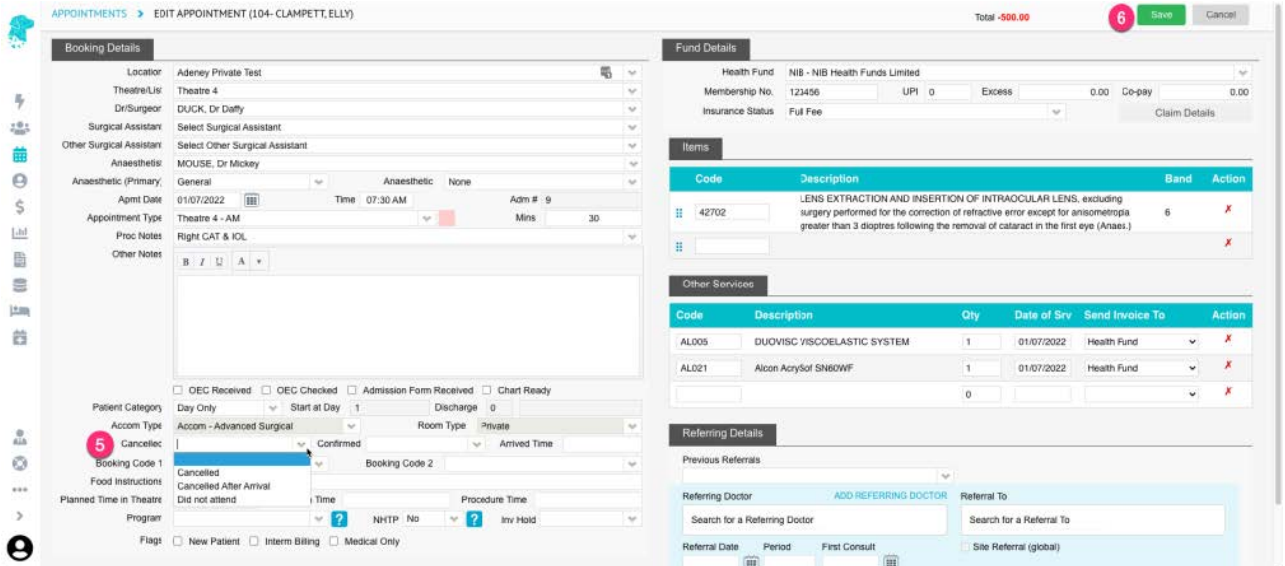 APPOINTMENTS > EDIT APPOINTMENT (104- CLAMPETT, ELLY)
Total -500.00
6
Save
Cancel
Booking Details
Location Adeney Private Test
Theatre/List Theatre 4
Dr/Surgeon DUCK, Dr Daffy
Surgical Assistant Select Surgical Assistant
Other Surgical Assistant Select Other Surgical Assistant
Anaesthetist MOUSE, Dr Mickey
Anaesthetic (Primary) General Anaesthetic None
Apmt Date 01/07/2022 Time 07:30 AM Adm # 9
Appointment Type Theatre 4 - AM Mins 30
Proc Notes Right CAT & IOL
Other Notes
B I U A
OEC Received OEC Checked Admission Form Received Chart Ready
Patient Category Day Only Start at Day 1 Discharge 0
Accom Type Accom - Advanced Surgical Room Type Private
5 Cancelled Confirmed Arrived Time
Booking Code 1 Booking Code 2
Cancelled
Food Instructions
Cancelled After Arrival
Planned Time in Theatre Did not attend Time Procedure Time
Program ? NHTP No ? Inv Hold
Flags New Patient Interm Billing Medical Only
Fund Details
Health Fund NIB - NIB Health Funds Limited
Membership No. 123456 UPI 0 Excess 0.00 Co-pay 0.00
Insurance Status Full Fee Claim Details
Items
Code Description Band Action
42702 LENS EXTRACTION AND INSERTION OF INTRAOCULAR LENS, excluding
surgery performed for the correction of refractive error except for anisometropia 6 x
greater than 3 dioptres following the removal of cataract in the first eye (Anaes.)
x
Other Services
Code Description Qty Date of Srv Send Invoice To Action
AL005 DUOVISC VISCOELASTIC SYSTEM 1 01/07/2022 Health Fund x
AL021 Alcon AcrySof SN60WF 1 01/07/2022 Health Fund x
0 x
Referring Details
Previous Referrals
Referring Doctor ADD REFERRING DOCTOR Referral To
Search for a Referring Doctor Search for a Referral To
Referral Date Period First Consult Site Referral (global)